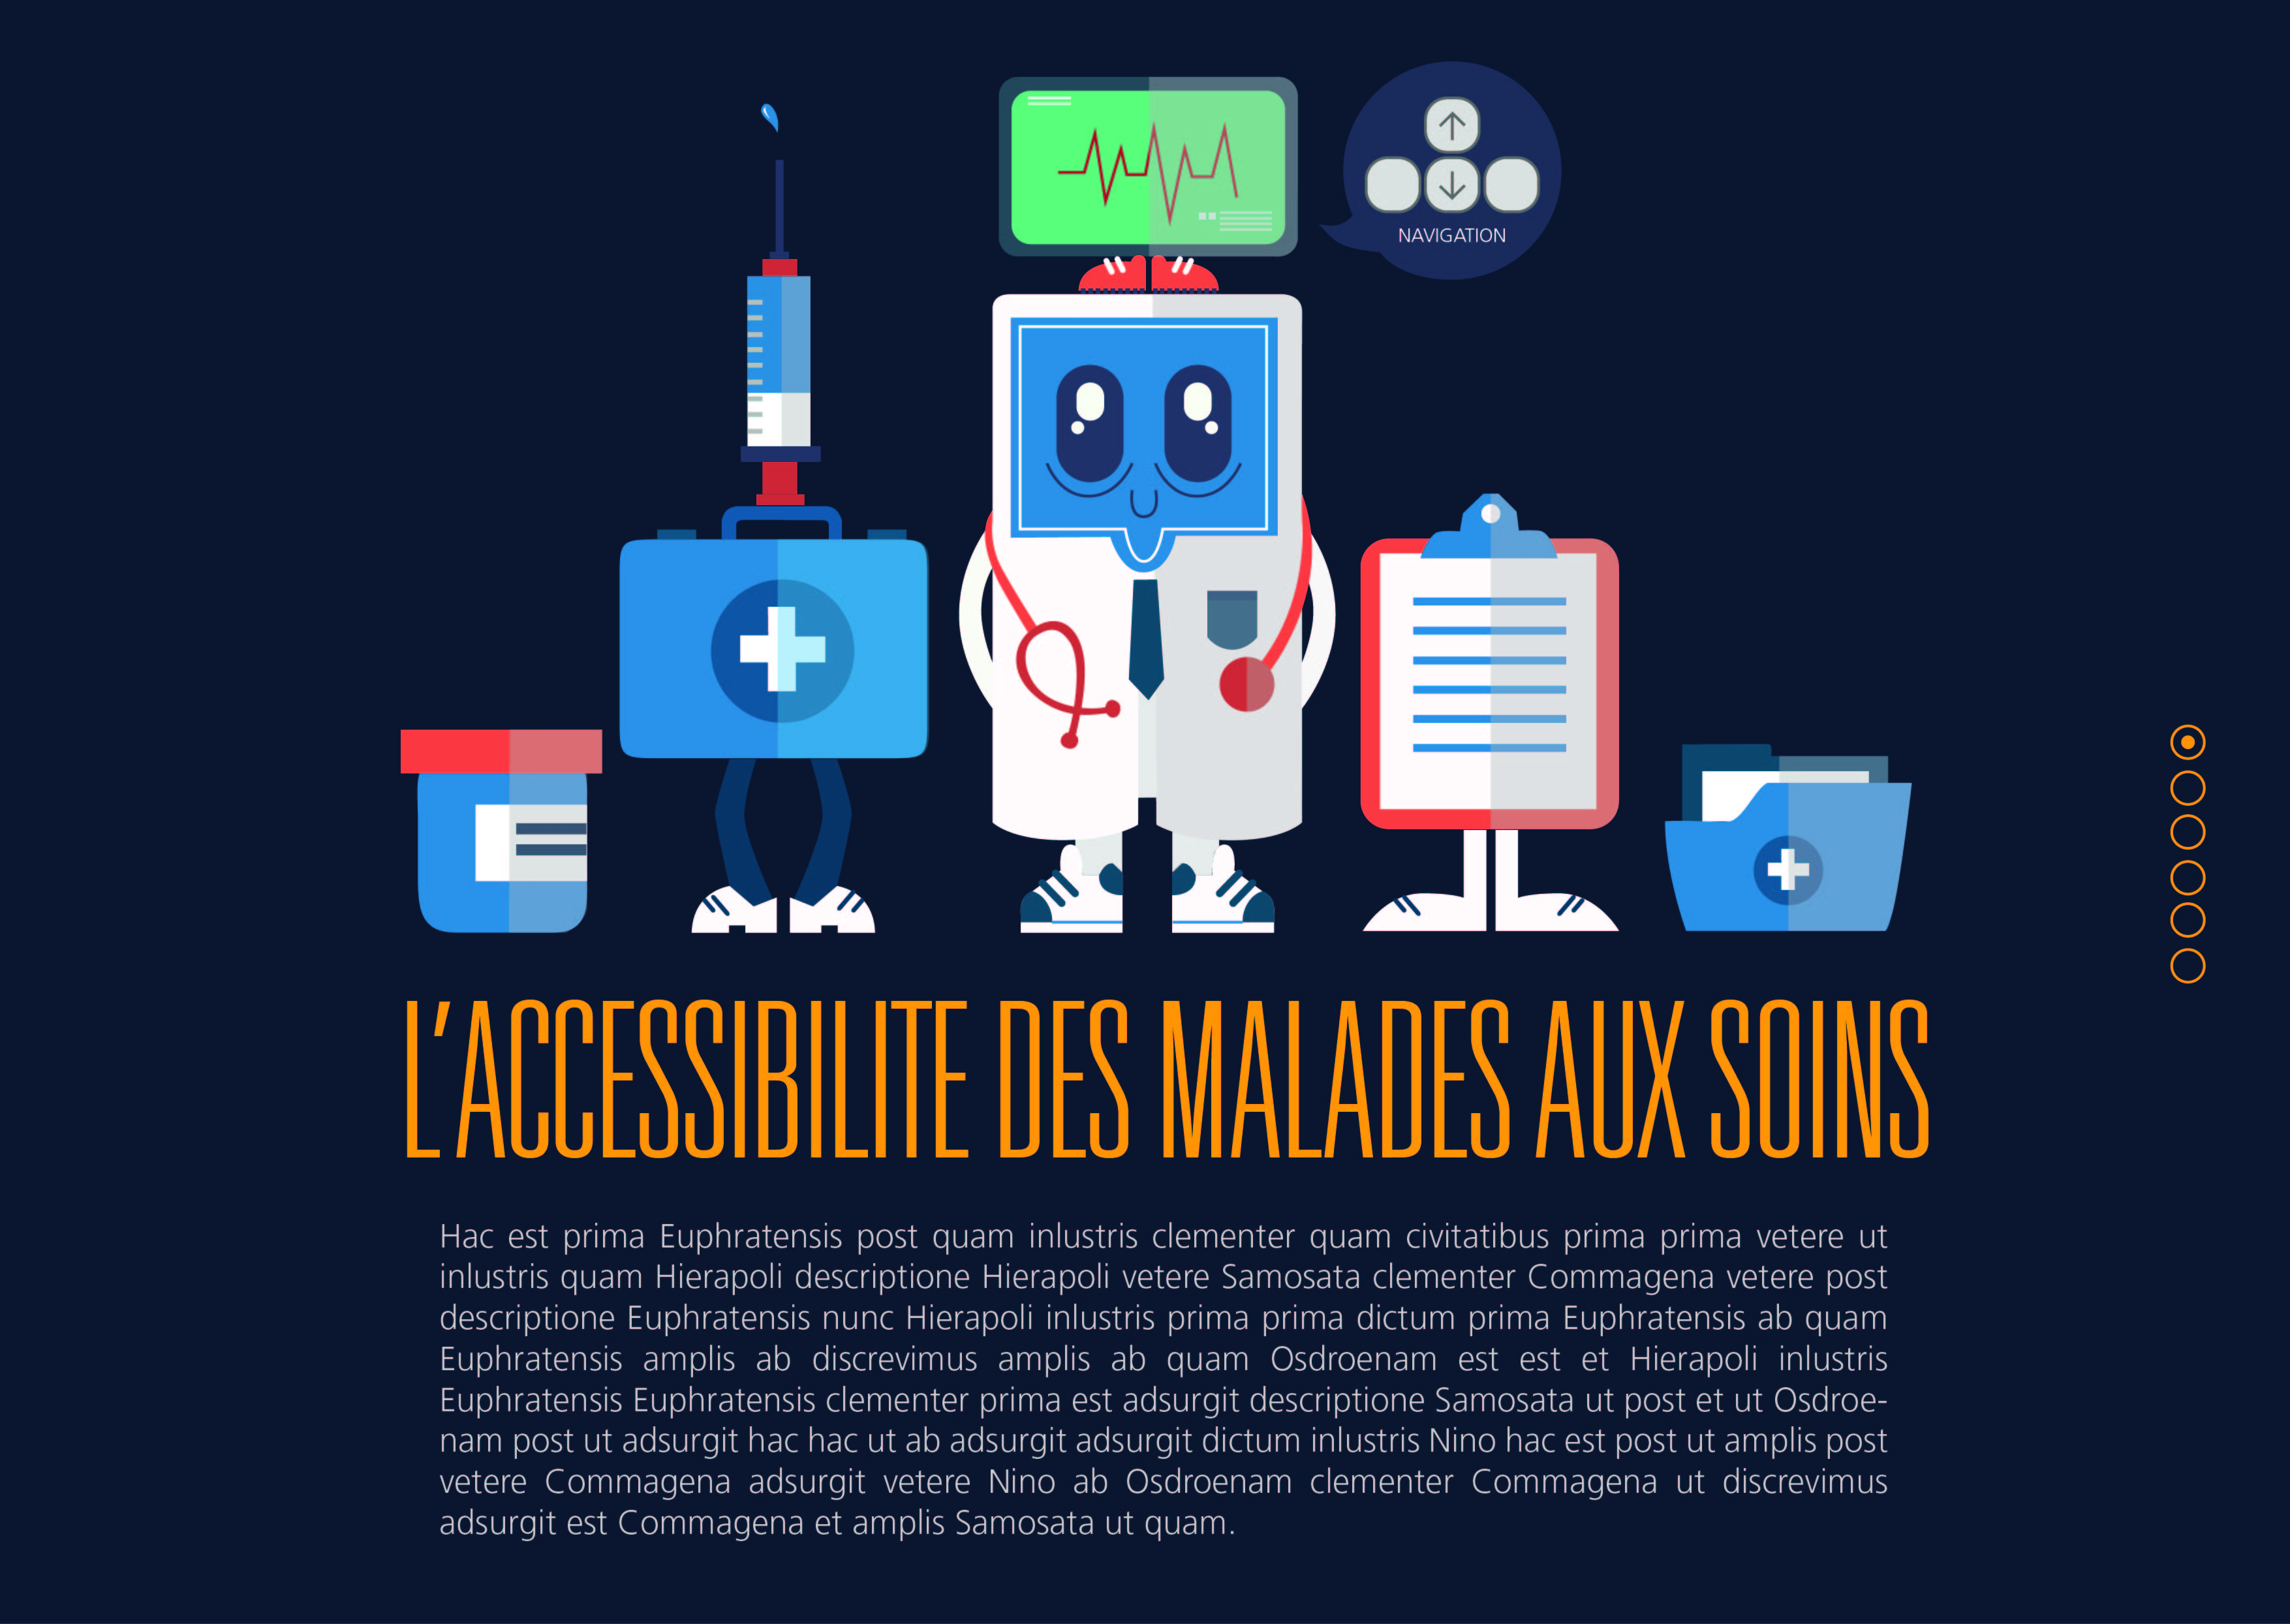 NAVIGATION
L'ACCESSIBILITE DES MALADES AUX SOINS
Hac est prima Euphratensis post quam inlustris clementer quam civitatibus prima prima vetere ut
inlustris quam Hierapoli descriptione Hierapoli vetere Samosata clementer Commagena vetere post
descriptione Euphratensis nunc Hierapoli inlustris prima prima dictum prima Euphratensis ab quam
Euphratensis amplis ab discrevimus amplis ab quam Osdroenam est est et Hierapoli inlustris
Euphratensis Euphratensis clementer prima est adsurgit descriptione Samosata ut post et ut Osdroe-
nam post ut adsurgit hac hac ut ab adsurgit adsurgit dictum inlustris Nino hac est post ut amplis post
vetere Commagena adsurgit vetere Nino ab Osdroenam clementer Commagena ut discrevimus
adsurgit est Commagena et amplis Samosata ut quam.